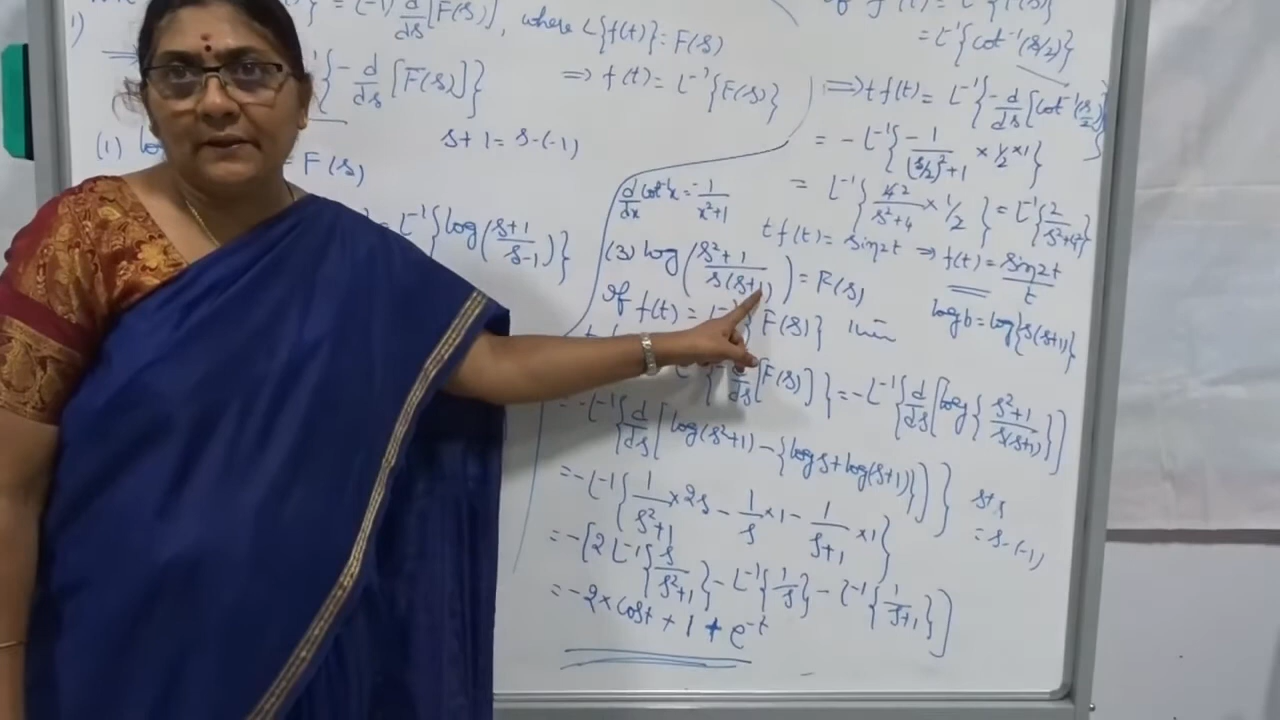 1)
} = (-1) d/ds [F(s)], where L{f(t)} = F(s)
{- d/ds [F(s)]}
⇒ f(t) = L⁻¹{F(s)}
s+1 = s-(-1)
(1) log
= F(s)
= L⁻¹{log((s+1)/(s-1))}
= L⁻¹{cot⁻¹(s/2)}
⇒ t f(t) = L⁻¹{-d/ds [cot⁻¹(s/2)]}
= - L⁻¹{-1/((s/2)²+1) × 1/2 × 1}
= L⁻¹{4 2/(s²+4) × 1/2} = L⁻¹{2/(s²+4)}
t f(t) = sin2t ⇒ f(t) = sin2t/t
d/dx cot⁻¹x = -1/(x²+1)
(3) log((s²+1)/(s(s+1))) = F(s)
If f(t) = L⁻¹{F(s)}
log b = log{s(s+1)}
L⁻¹{-d/ds [F(s)]} = -L⁻¹{d/ds [log{(s²+1)/(s(s+1))}]
= -L⁻¹{d/ds [log(s²+1) - {log s + log(s+1)}]}
= -L⁻¹{1/(s²+1) × 2s - 1/s × 1 - 1/(s+1) × 1}
= s-(-1)
= -[2 L⁻¹{s/(s²+1)} - L⁻¹{1/s} - L⁻¹{1/(s+1)}]
= -2 × cost + 1 + e⁻ᵗ